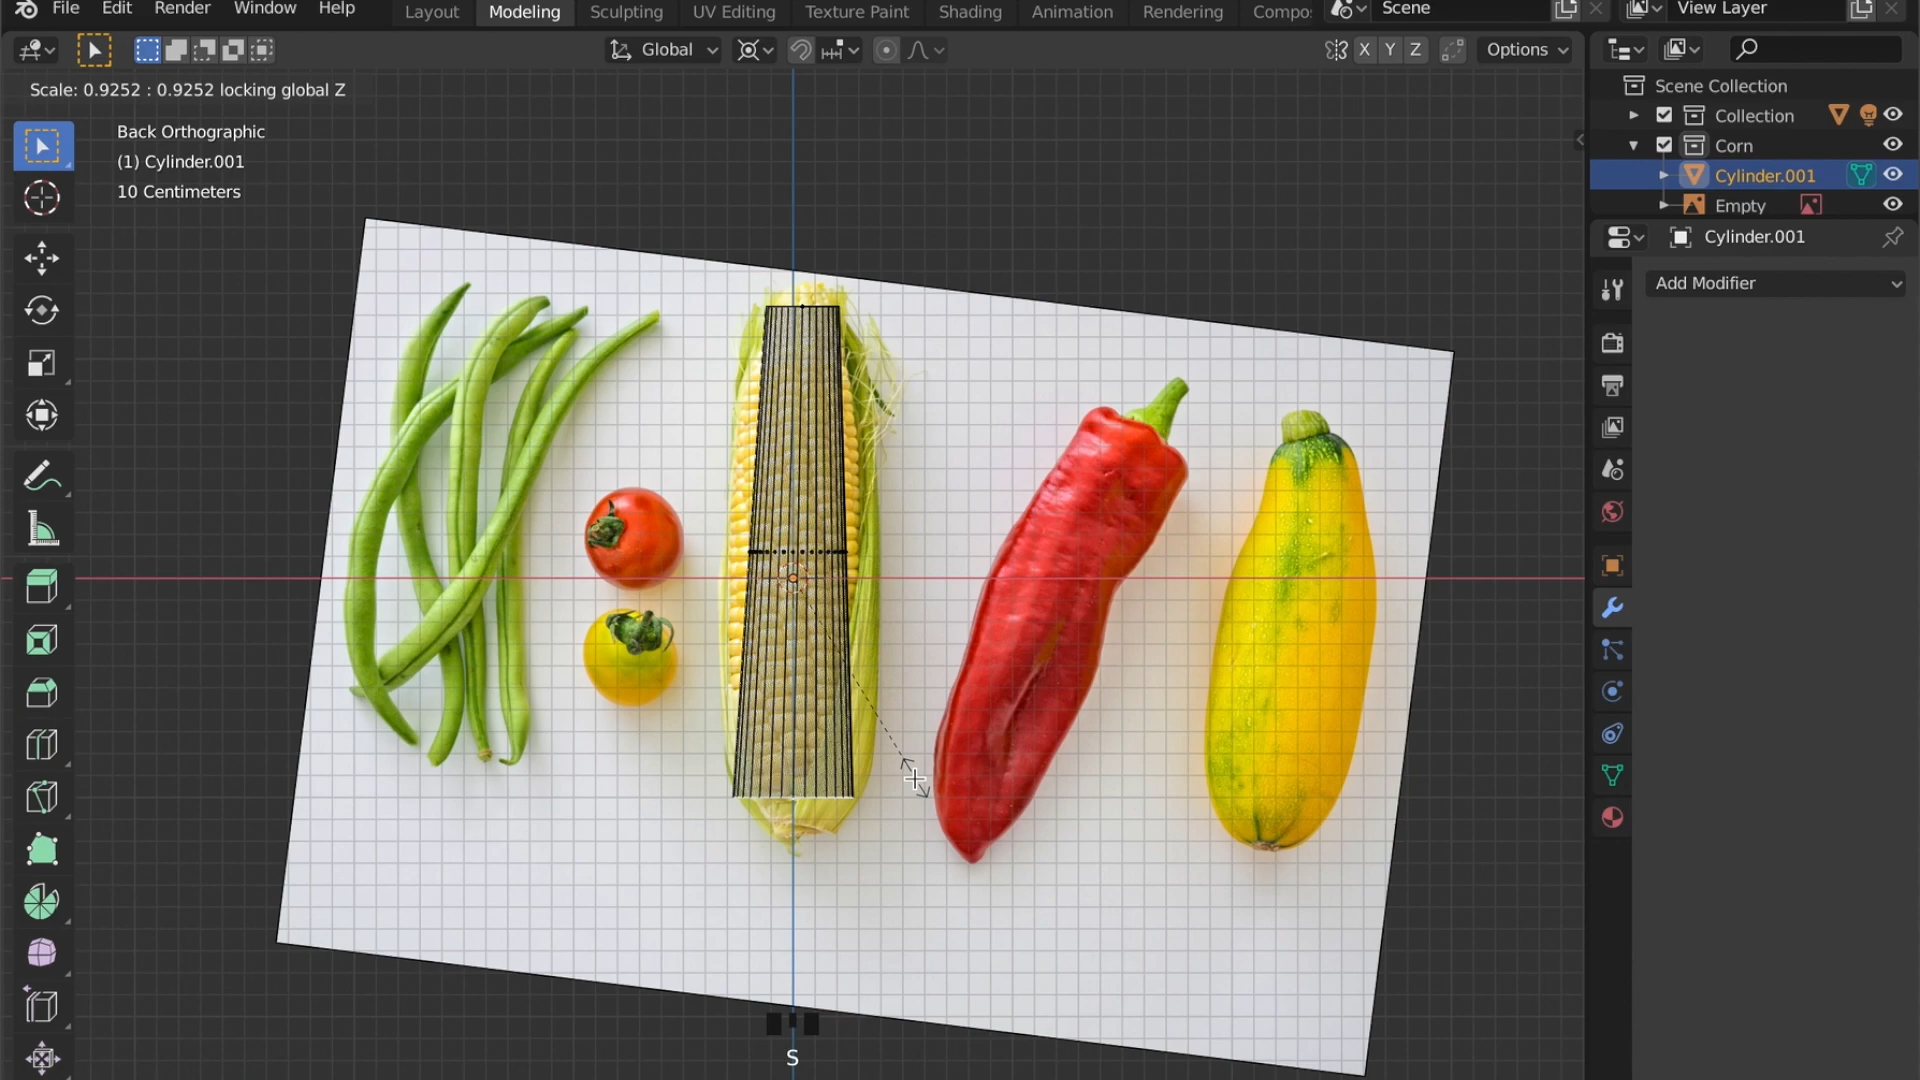 File Edit Render Window Help Layout Modeling Sculpting UV Editing Texture Paint Shading Animation Rendering Compo Scene View Layer
Global X Y Z Options
Scale: 0.9252 : 0.9252 locking global Z
Back Orthographic
(1) Cylinder.001
10 Centimeters
S
Scene Collection
Collection
Corn
Cylinder.001
Empty
Cylinder.001
Add Modifier